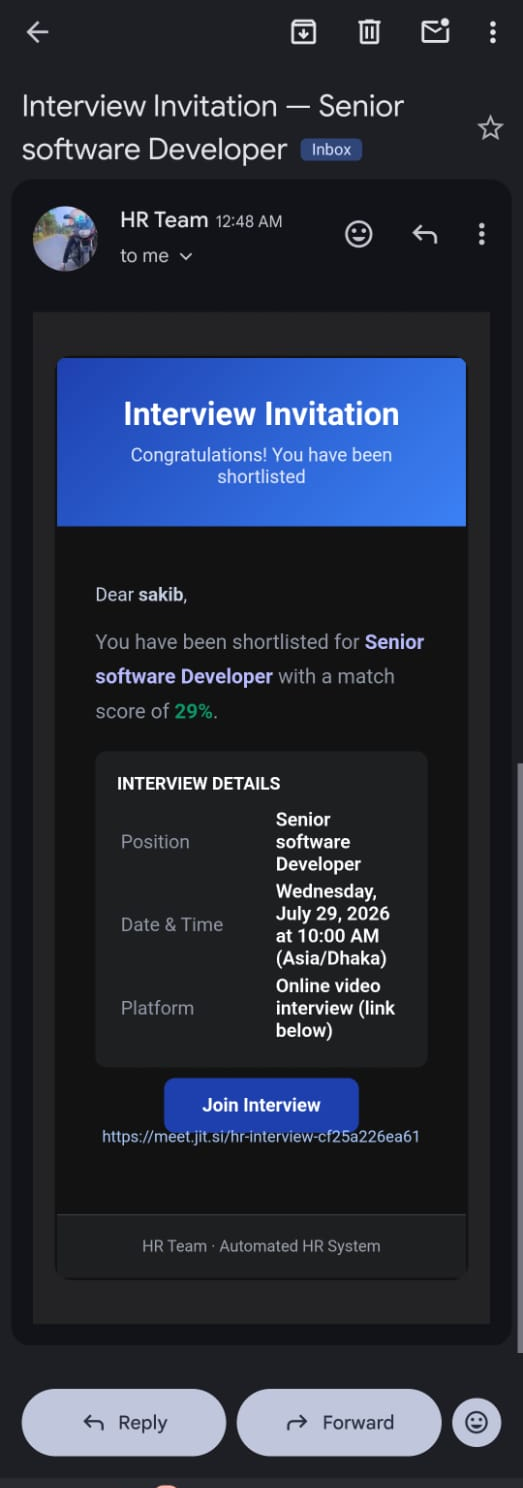 Interview Invitation — Senior
software Developer Inbox
HR Team 12:48 AM
to me
Interview Invitation
Congratulations! You have been
shortlisted
Dear sakib,
You have been shortlisted for Senior
software Developer with a match
score of 29%.
INTERVIEW DETAILS
Position
Senior
software
Developer
Date & Time
Wednesday,
July 29, 2026
at 10:00 AM
(Asia/Dhaka)
Platform
Online video
interview (link
below)
Join Interview
https://meet.jit.si/hr-interview-cf25a226ea61
HR Team · Automated HR System
Reply
Forward